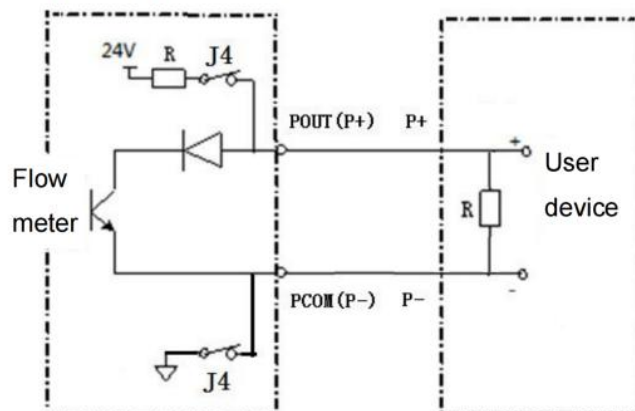 24V R J4
POUT(P+) P+
+
Flow
meter
User
device
R
-
PCOM(P-) P-
J4